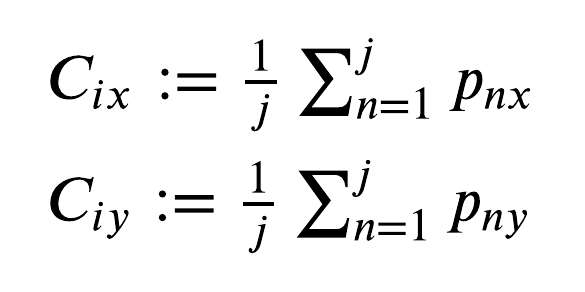 C_{ix} := \frac{1}{j} \sum_{n=1}^{j} p_{nx}
C_{iy} := \frac{1}{j} \sum_{n=1}^{j} p_{ny}